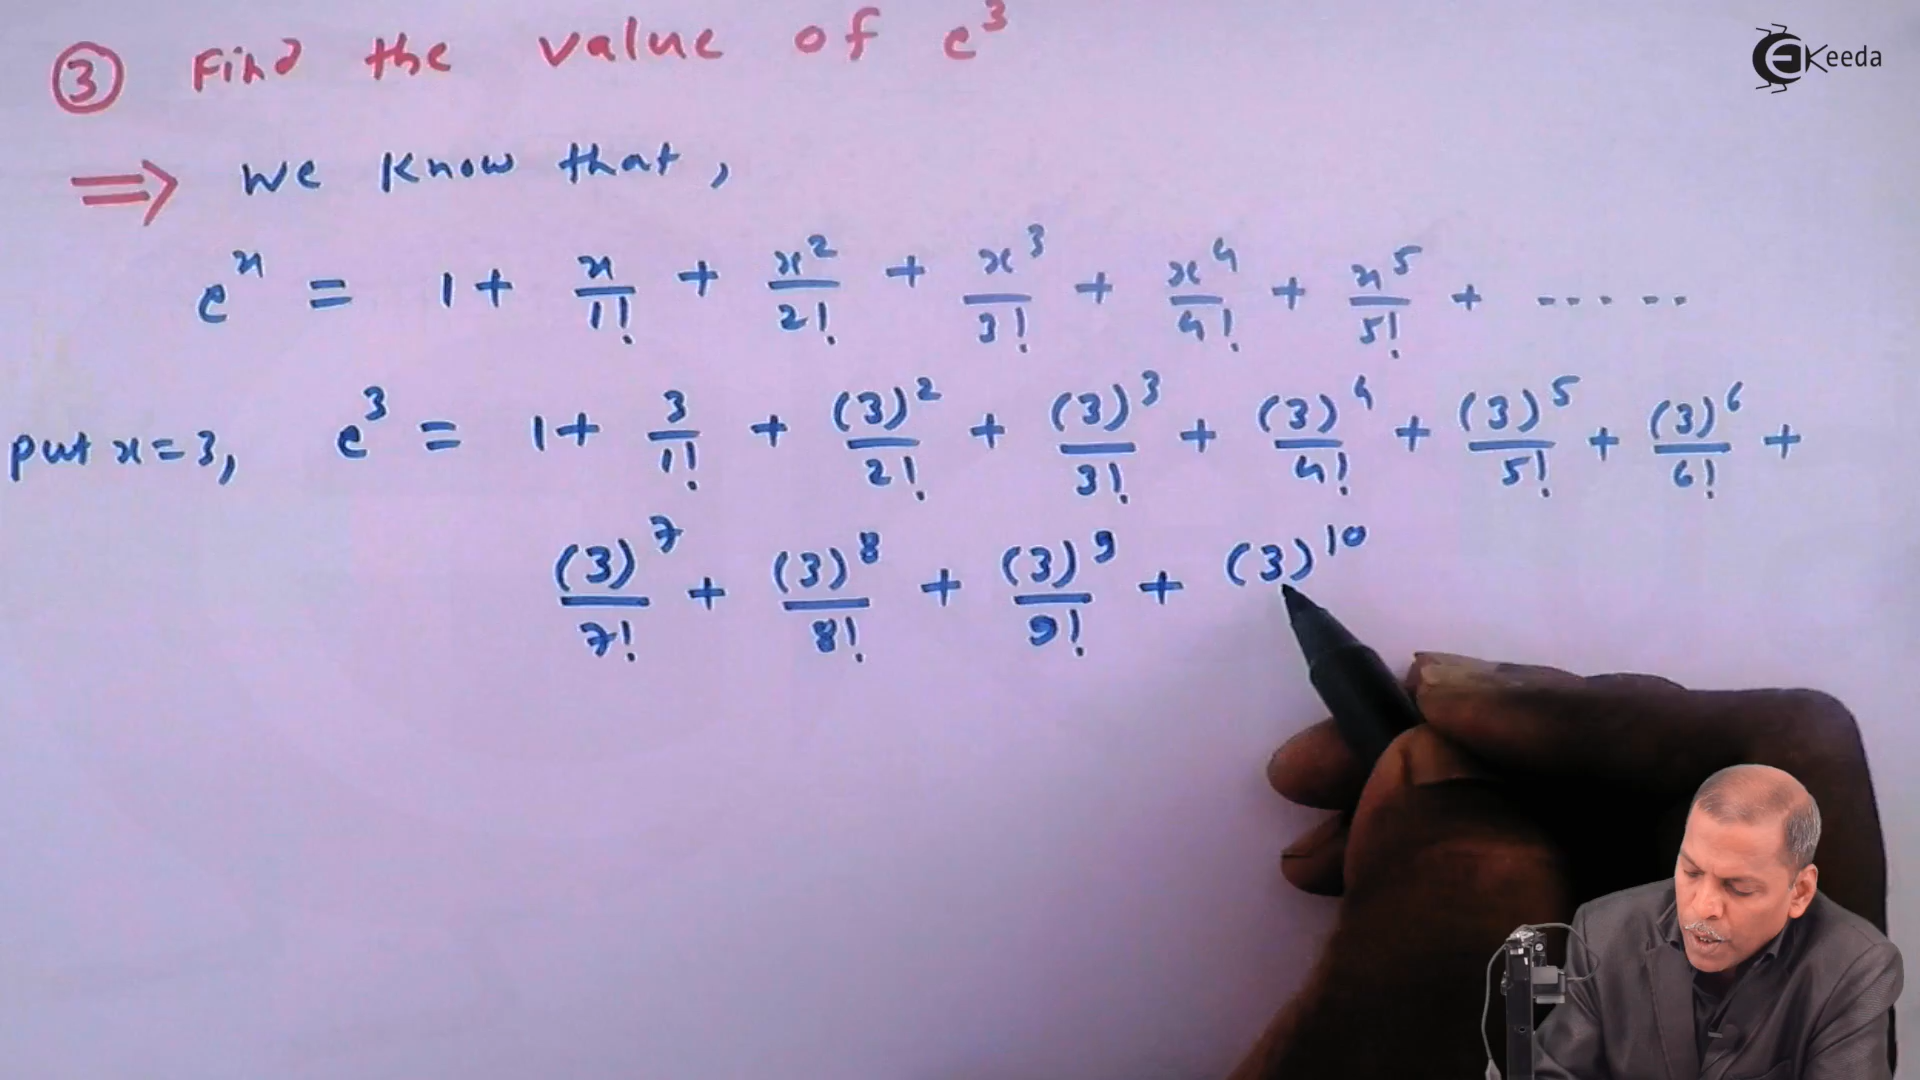 ③ Find the value of e³
⇒ We know that,
eˣ = 1 + x/1! + x²/2! + x³/3! + x⁴/4! + x⁵/5! + .....
put x = 3, e³ = 1 + 3/1! + (3)²/2! + (3)³/3! + (3)⁴/4! + (3)⁵/5! + (3)⁶/6! +
(3)⁷/7! + (3)⁸/8! + (3)⁹/9! + (3)¹⁰
EKeeda